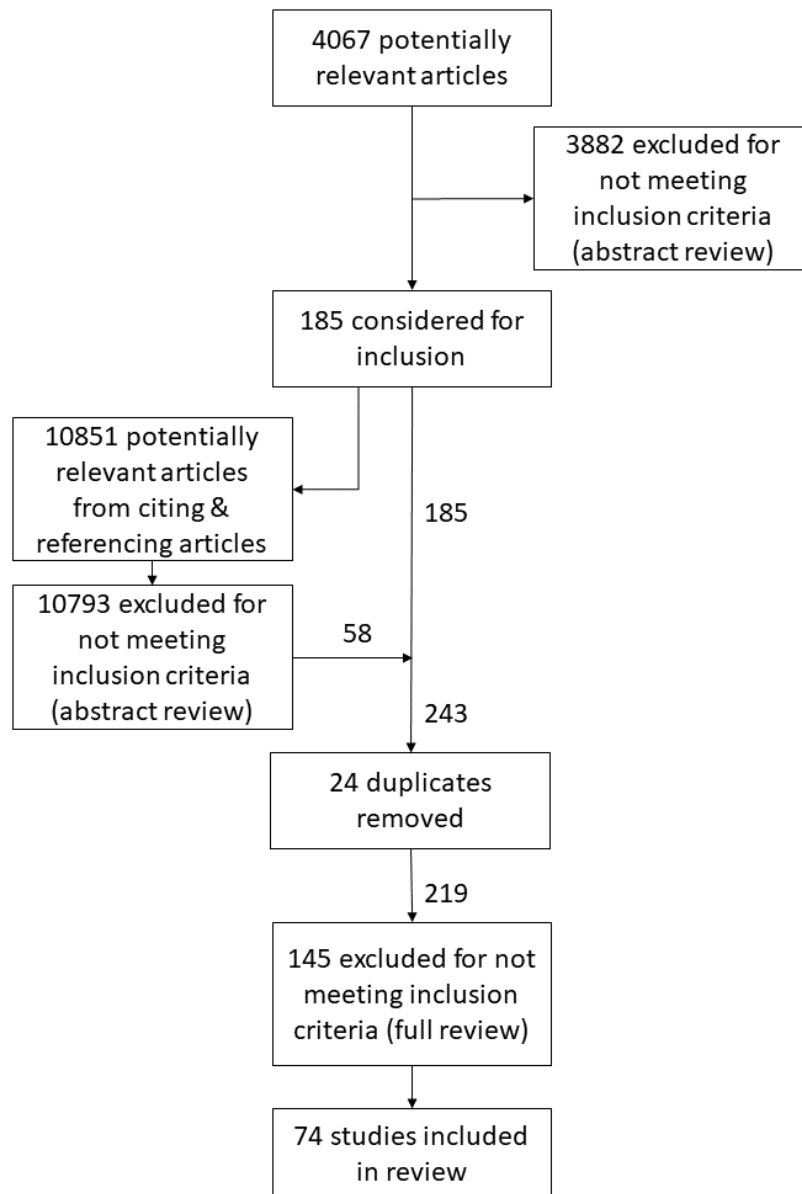 4067 potentially
relevant articles
3882 excluded for
not meeting
inclusion criteria
(abstract review)
185 considered for
inclusion
10851 potentially
relevant articles
from citing &
referencing articles
185
10793 excluded for
not meeting
inclusion criteria
(abstract review)
58
243
24 duplicates
removed
219
145 excluded for not
meeting inclusion
criteria (full review)
74 studies included
in review